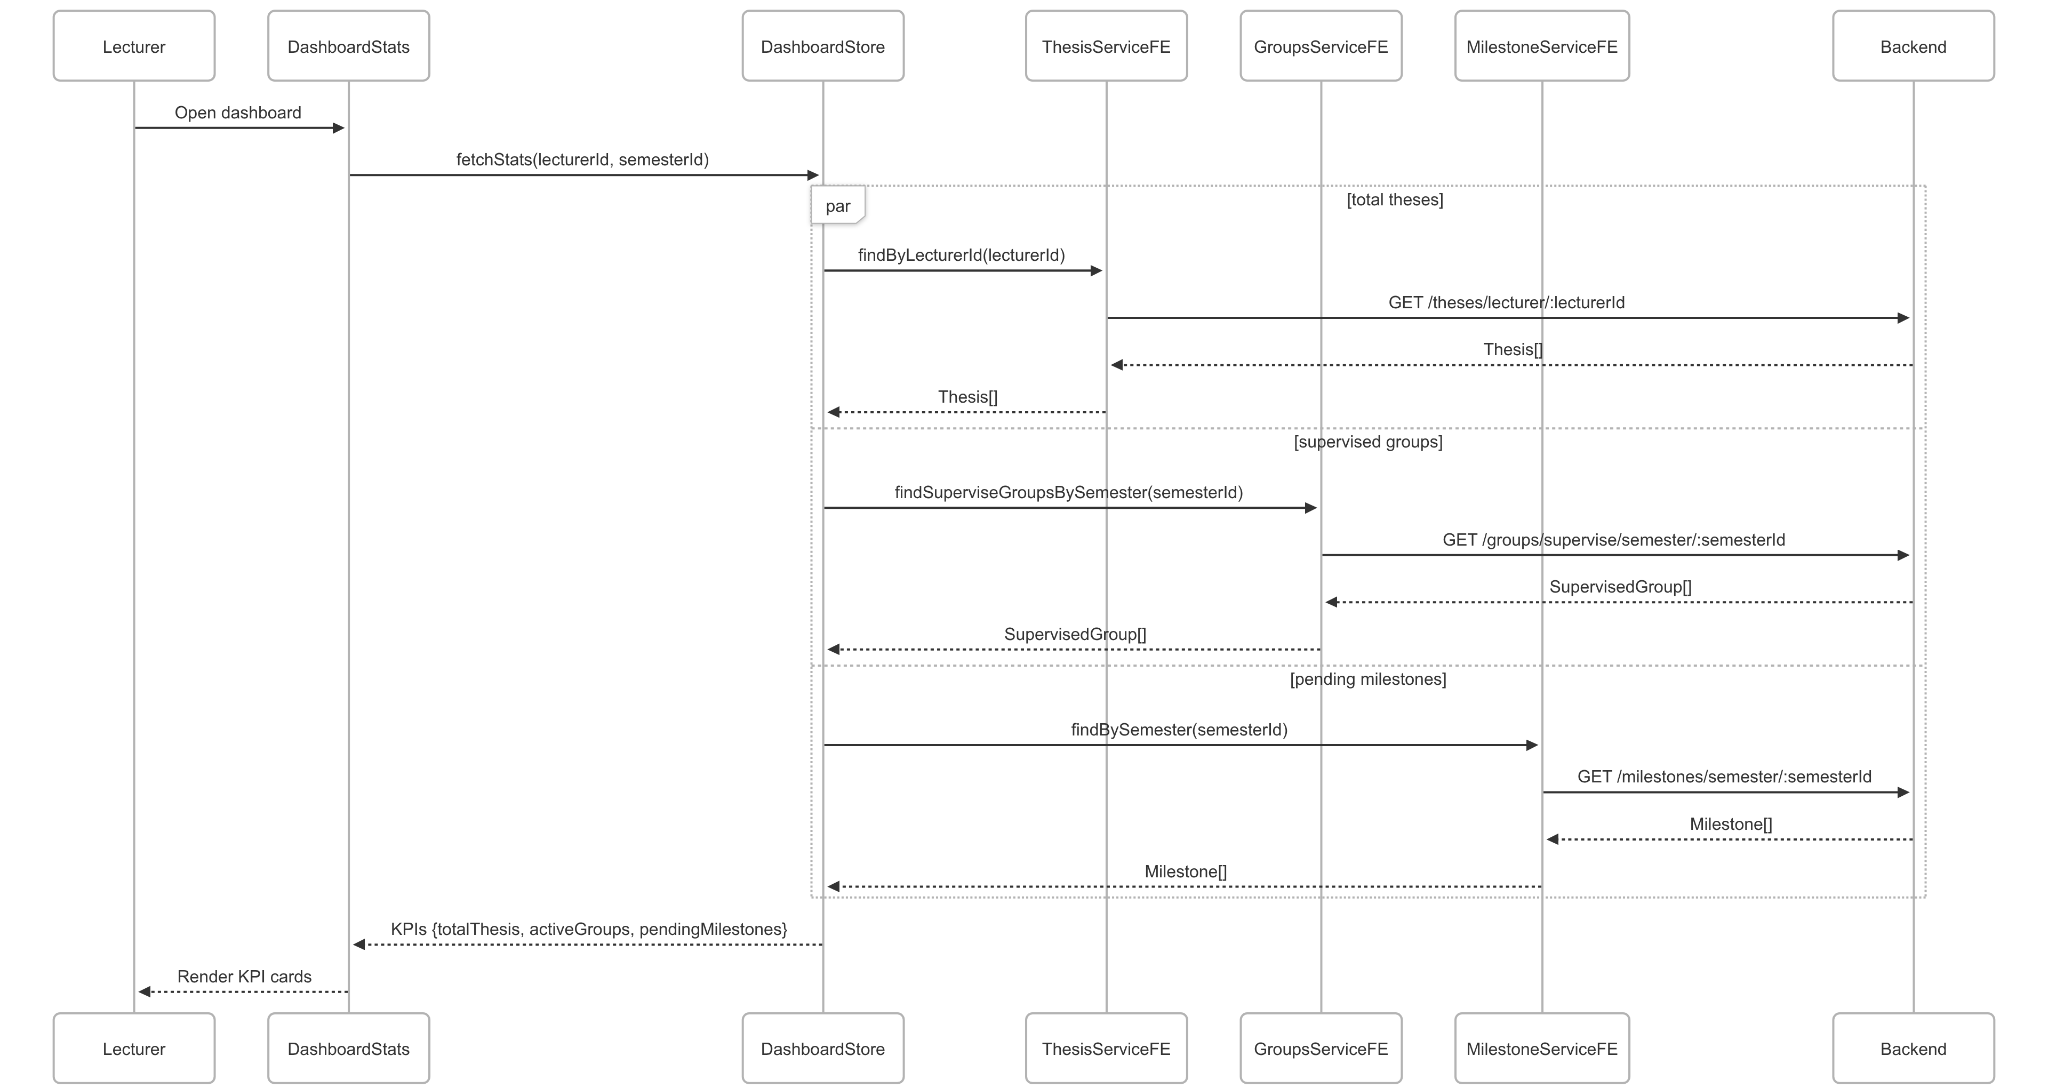 Lecturer
DashboardStats
DashboardStore
ThesisServiceFE
GroupsServiceFE
MilestoneServiceFE
Backend
Open dashboard
fetchStats(lecturerId, semesterId)
par
[total theses]
findByLecturerId(lecturerId)
GET /theses/lecturer/:lecturerId
Thesis[]
Thesis[]
[supervised groups]
findSuperviseGroupsBySemester(semesterId)
GET /groups/supervise/semester/:semesterId
SupervisedGroup[]
SupervisedGroup[]
[pending milestones]
findBySemester(semesterId)
GET /milestones/semester/:semesterId
Milestone[]
Milestone[]
KPIs {totalThesis, activeGroups, pendingMilestones}
Render KPI cards
Lecturer
DashboardStats
DashboardStore
ThesisServiceFE
GroupsServiceFE
MilestoneServiceFE
Backend